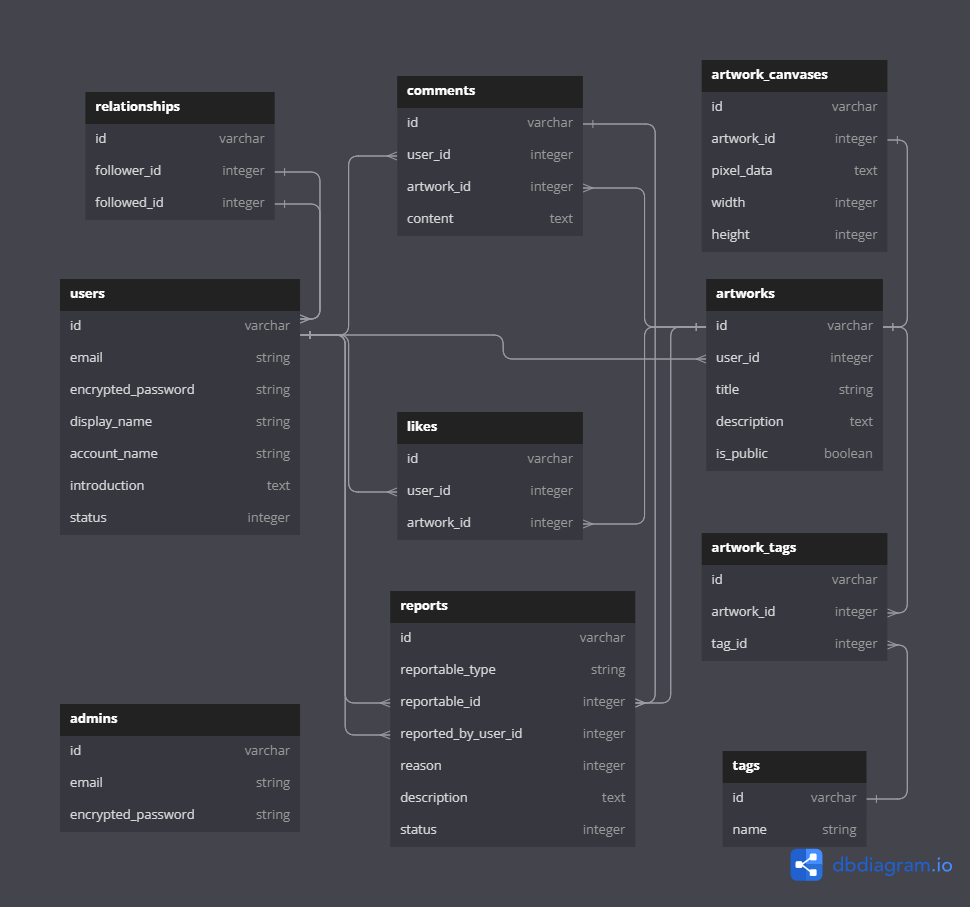 relationships
id varchar
follower_id integer
followed_id integer
users
id varchar
email string
encrypted_password string
display_name string
account_name string
introduction text
status integer
admins
id varchar
email string
encrypted_password string
comments
id varchar
user_id integer
artwork_id integer
content text
likes
id varchar
user_id integer
artwork_id integer
reports
id varchar
reportable_type string
reportable_id integer
reported_by_user_id integer
reason integer
description text
status integer
artwork_canvases
id varchar
artwork_id integer
pixel_data text
width integer
height integer
artworks
id varchar
user_id integer
title string
description text
is_public boolean
artwork_tags
id varchar
artwork_id integer
tag_id integer
tags
id varchar
name string
dbdiagram.io